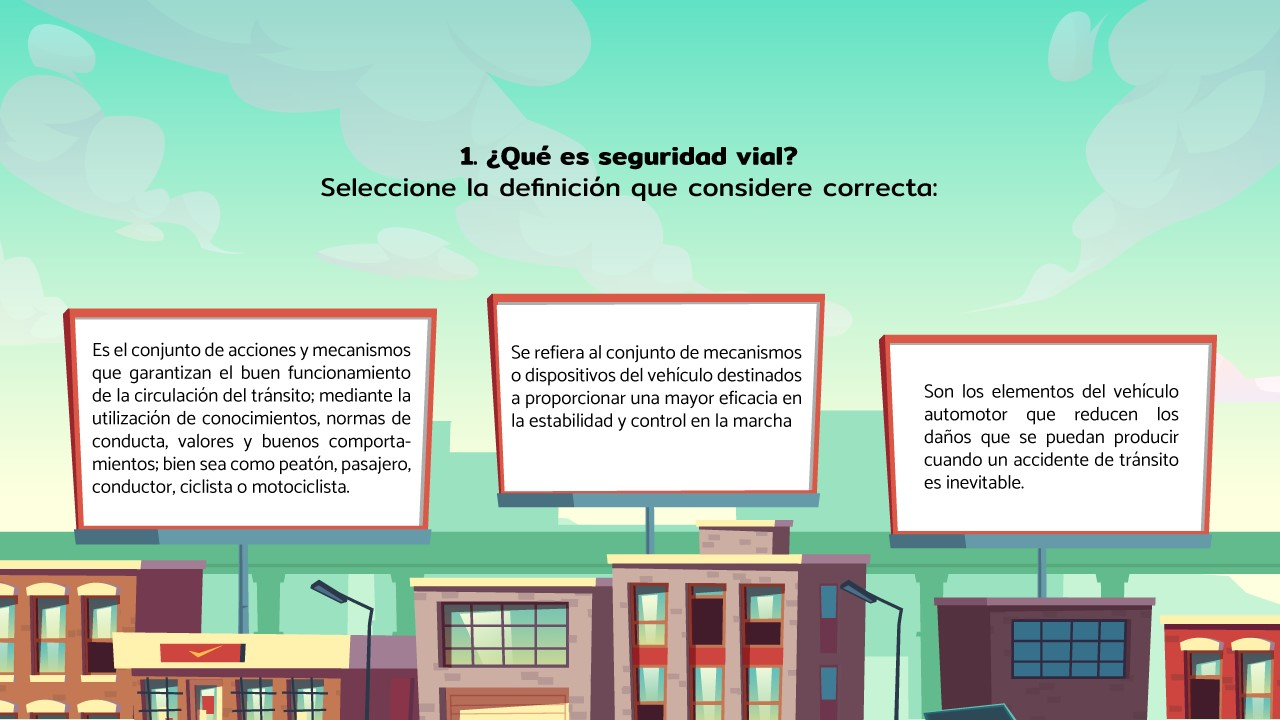 1. ¿Qué es seguridad vial?
Seleccione la definición que considere correcta:
Es el conjunto de acciones y mecanismos
que garantizan el buen funcionamiento
de la circulación del tránsito; mediante la
utilización de conocimientos, normas de
conducta, valores y buenos comporta-
mientos; bien sea como peatón, pasajero,
conductor, ciclista o motociclista.
Se refiera al conjunto de mecanismos
o dispositivos del vehículo destinados
a proporcionar una mayor eficacia en
la estabilidad y control en la marcha
Son los elementos del vehículo
automotor que reducen los
daños que se puedan producir
cuando un accidente de tránsito
es inevitable.